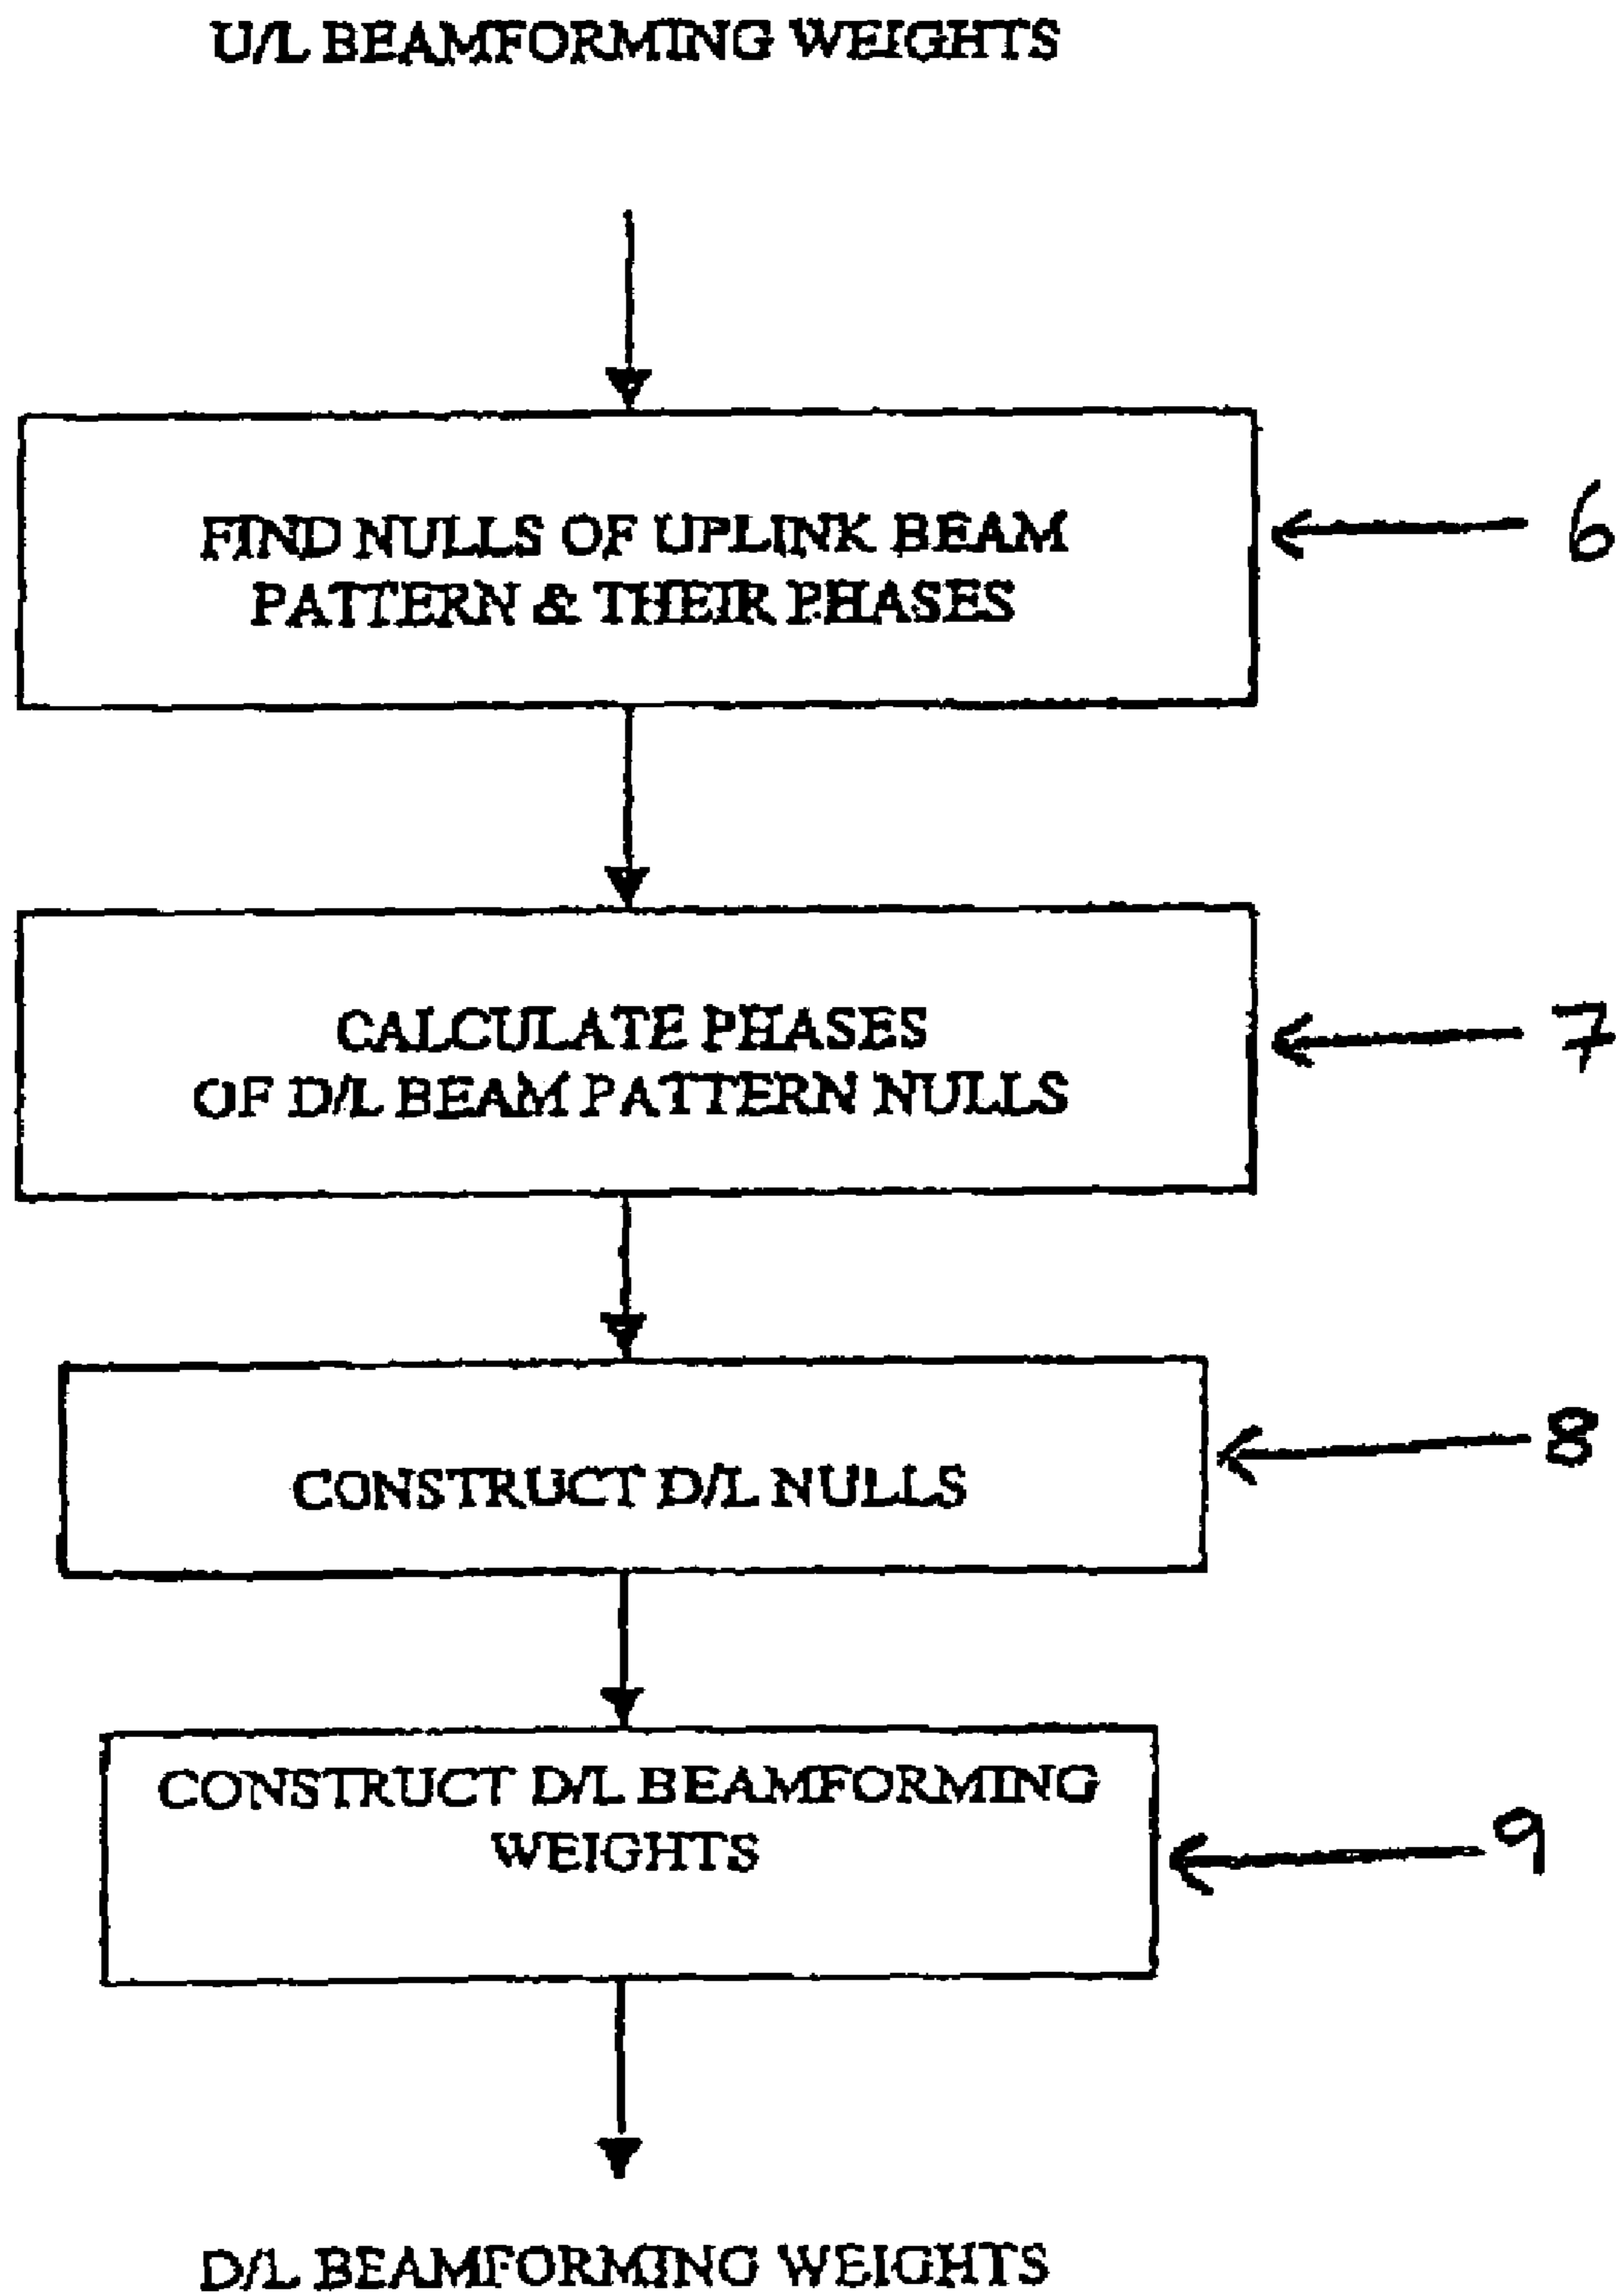 U/L BEAMFORMING WEIGHTS
FIND NULLS OF UPLINK BEAM
PATTERN & THEIR PHASES
6
CALCULATE PHASES
OF D/L BEAM PATTERN NULLS
7
CONSTRUCT D/L NULLS
8
CONSTRUCT D/L BEAMFORMING
WEIGHTS
9
D/L BEAMFORMING WEIGHTS